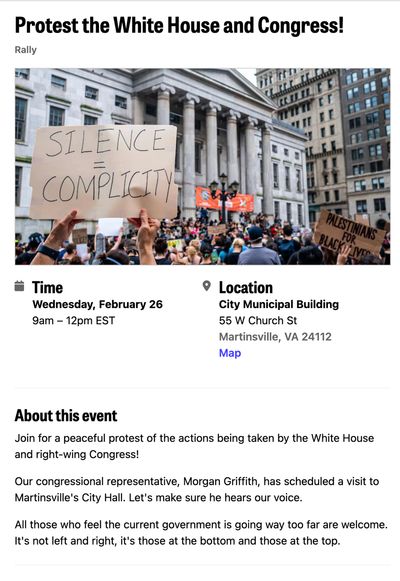 Protest the White House and Congress!
Rally
SILENCE
=
COMPLICITY
PALESTINIANS
FOR
BLACK LIVES
Time
Wednesday, February 26
9am – 12pm EST
Location
City Municipal Building
55 W Church St
Martinsville, VA 24112
Map
About this event
Join for a peaceful protest of the actions being taken by the White House
and right-wing Congress!
Our congressional representative, Morgan Griffith, has scheduled a visit to
Martinsville's City Hall. Let's make sure he hears our voice.
All those who feel the current government is going way too far are welcome.
It's not left and right, it's those at the bottom and those at the top.